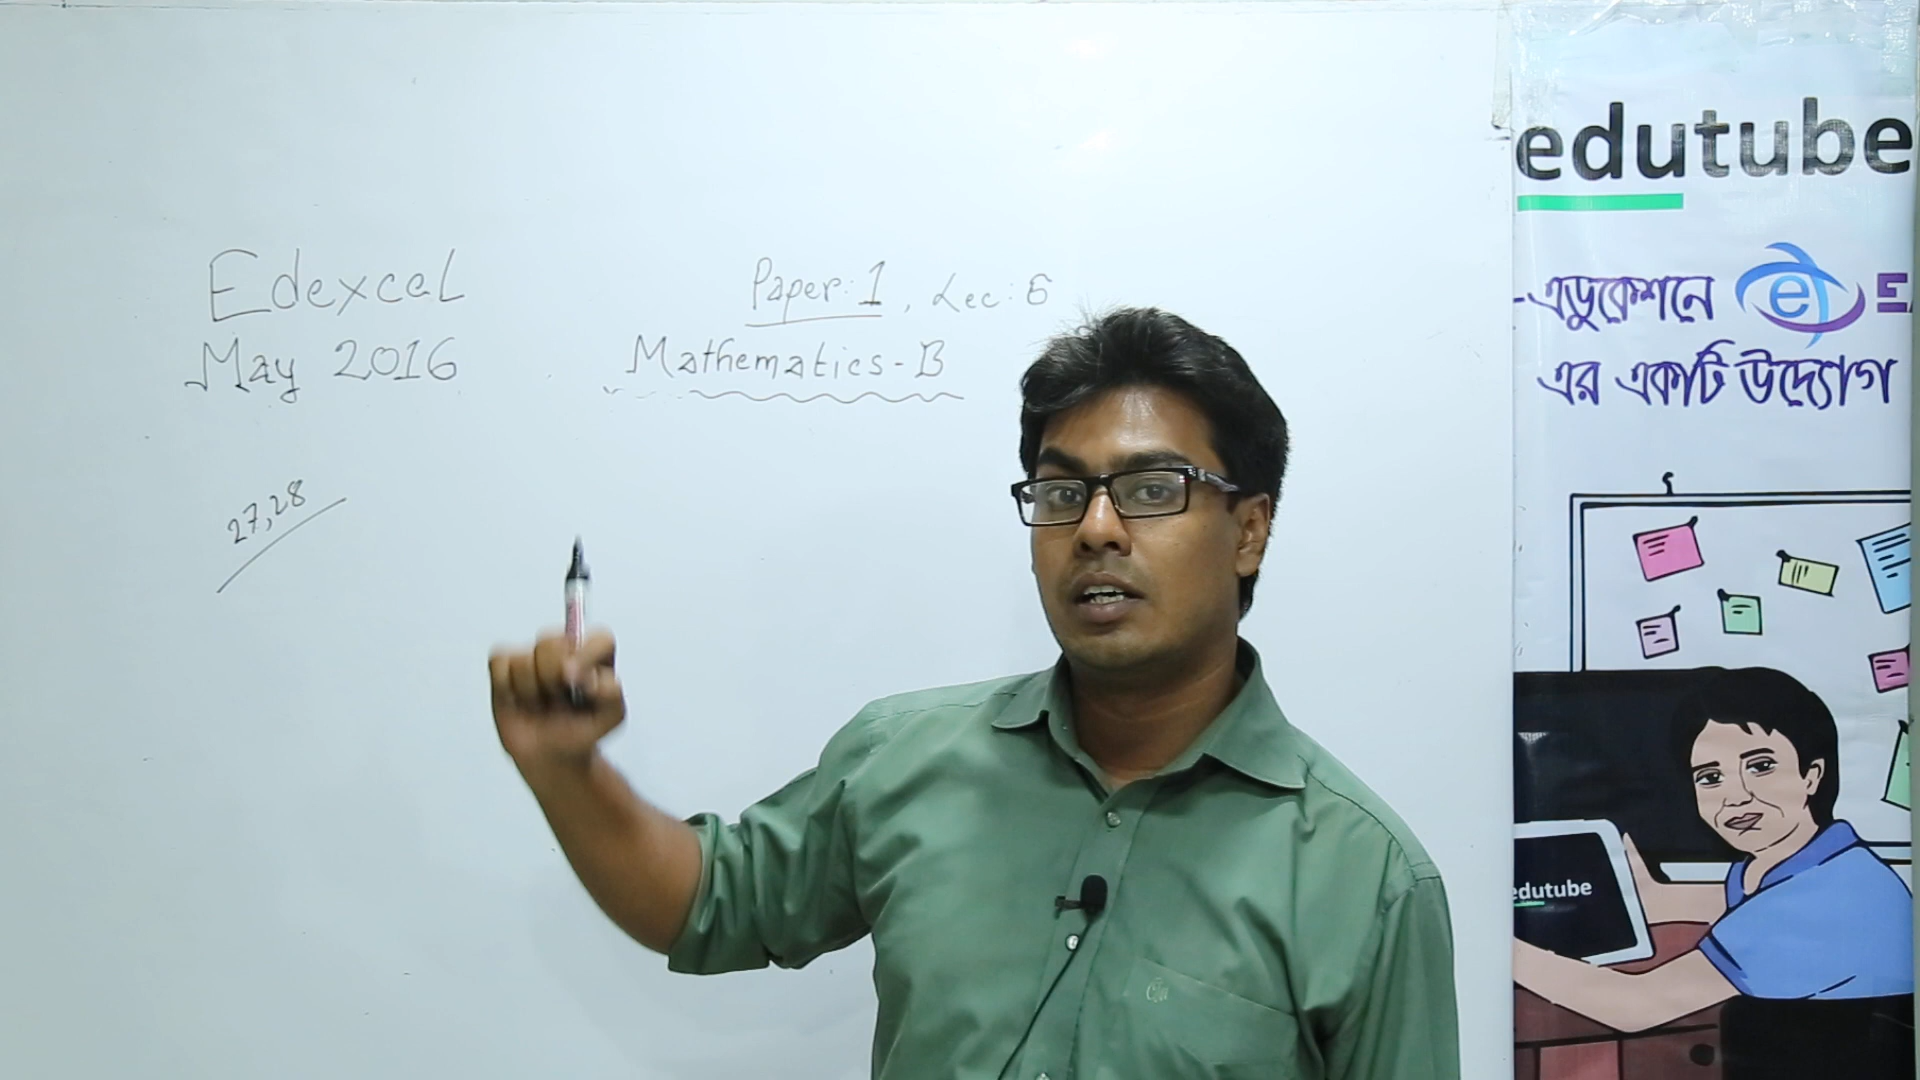 Edexcel
May 2016
Paper: 1, Lec: 6
Mathematics-B
27, 28
edutube
-এডুকেশনে e
এর একটি উদ্যোগ
edutube